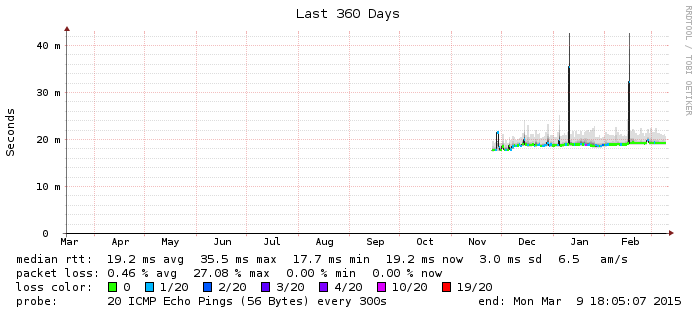 Last 360 Days
RRDTOOL / TOBI OETIKER
Seconds
40 m
30 m
20 m
10 m
0
Mar Apr May Jun Jul Aug Sep Oct Nov Dec Jan Feb
median rtt: 19.2 ms avg 35.5 ms max 17.7 ms min 19.2 ms now 3.0 ms sd 6.5 am/s
packet loss: 0.46 % avg 27.08 % max 0.00 % min 0.00 % now
loss color: 0 1/20 2/20 3/20 4/20 10/20 19/20
probe: 20 ICMP Echo Pings (56 Bytes) every 300s end: Mon Mar 9 18:05:07 2015